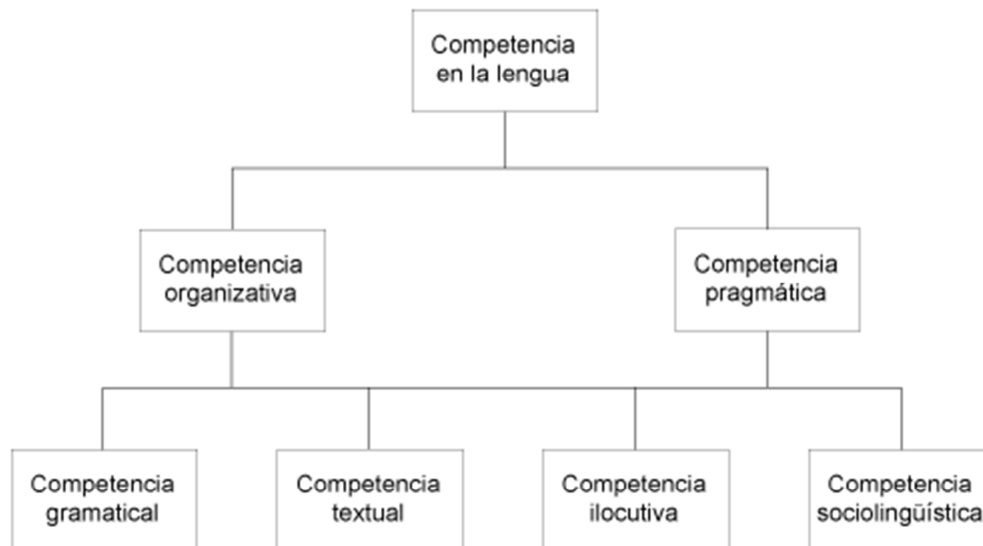 Competencia
en la lengua
Competencia
organizativa
Competencia
pragmática
Competencia
gramatical
Competencia
textual
Competencia
ilocutiva
Competencia
sociolingüística